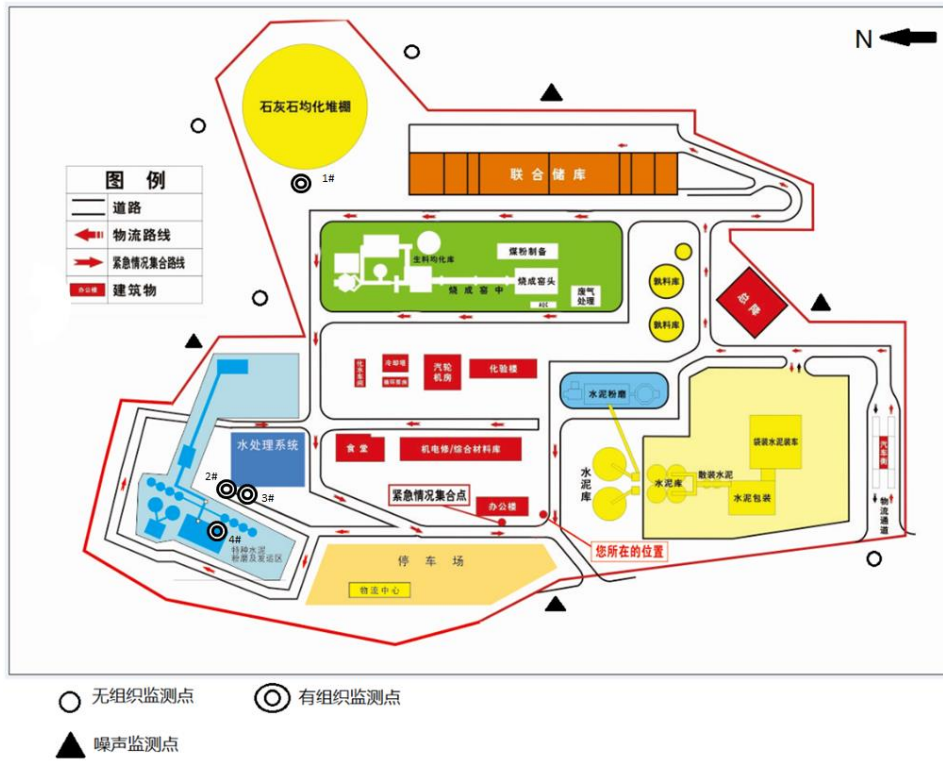 N
石灰石均化堆棚
1#
联合储库
图 例
道路
物流路线
紧急情况集合路线
办公楼
建筑物
生料均化库
煤粉制备
烧成窑中
烧成窑头
废气
处理
熟料库
熟料库
总降
化水车间
冷却塔
汽轮
机房
化验楼
水泥粉磨
食堂
机电修/综合材料库
水处理系统
2#
3#
4#
特种水泥
粉磨及发运区
紧急情况集合点
办公楼
您所在的位置
水泥库
水泥库
散装水泥
袋装水泥装车
水泥包装
汽车衡
物流通道
停车场
物流中心
无组织监测点
有组织监测点
噪声监测点